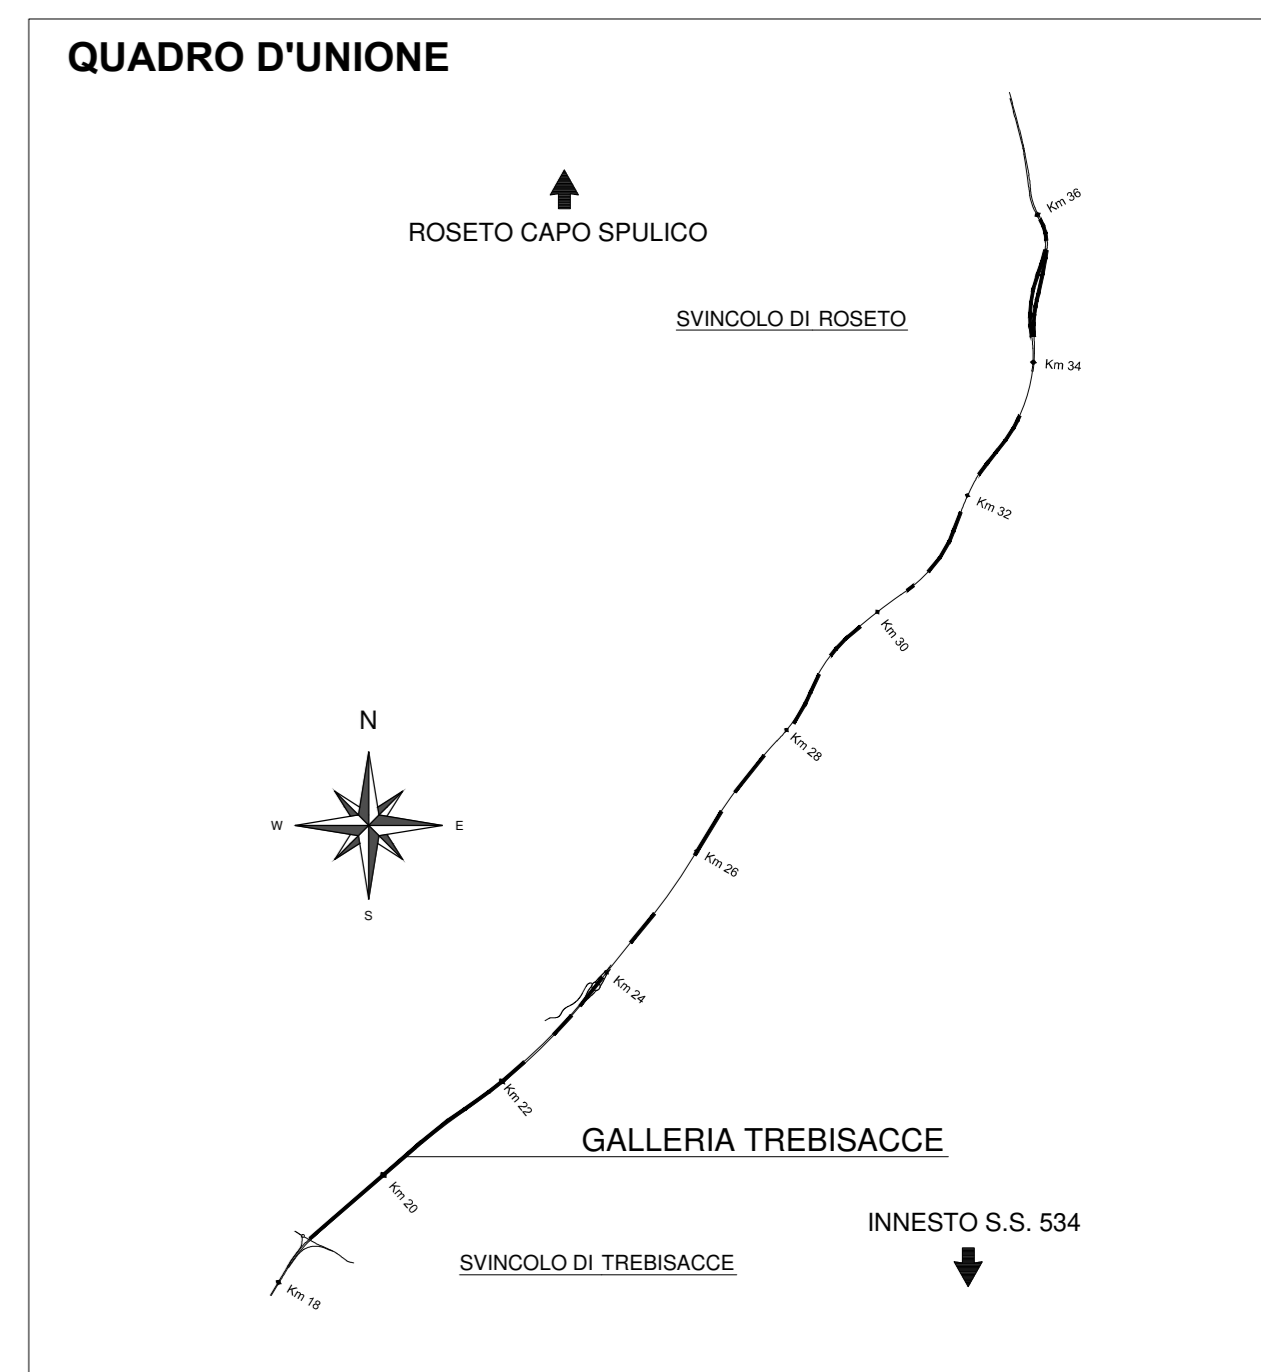 QUADRO D'UNIONE
Km 36
ROSETO CAPO SPULICO
SVINCOLO DI ROSETO
Km 34
Km 32
Km 30
N
Km 28
W
E
Km 26
S
Km 24
Km 22
GALLERIA TREBISACCE
Km 20
INNESTO S.S. 534
SVINCOLO DI TREBISACCE
Km 18